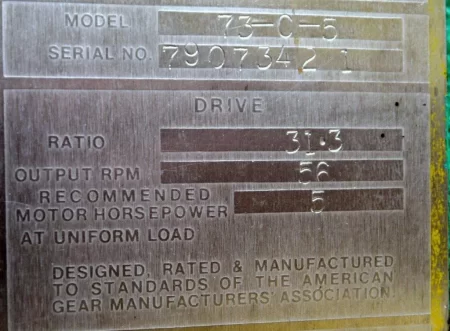 MODEL 73-C-5
SERIAL NO. 7907342 1
DRIVE
RATIO 31.3
OUTPUT RPM 56
RECOMMENDED
MOTOR HORSEPOWER 5
AT UNIFORM LOAD
DESIGNED, RATED & MANUFACTURED
TO STANDARDS OF THE AMERICAN
GEAR MANUFACTURERS' ASSOCIATION.